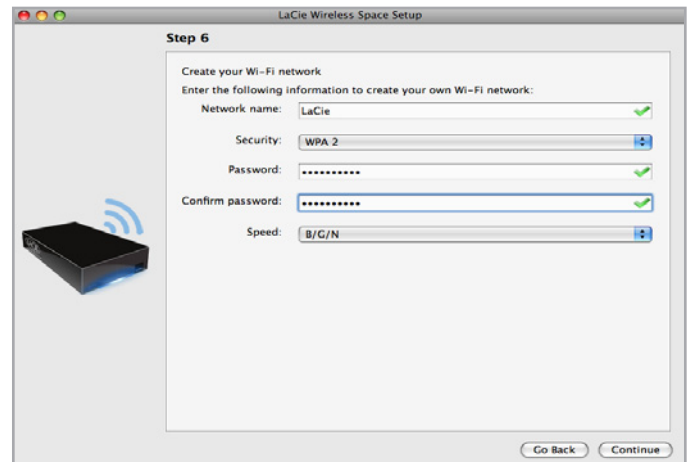 LaCie Wireless Space Setup
Step 6
Create your Wi-Fi network
Enter the following information to create your own Wi-Fi network:
Network name: LaCie
Security: WPA 2
Password: ••••••••••
Confirm password: ••••••••••
Speed: B/G/N
Go Back Continue